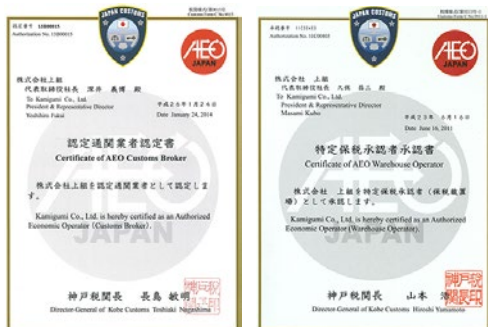 JAPAN CUSTOMS
AEO
JAPAN
株式会社上組
代表取締役社長 深井 義博 殿
To Kamigumi Co., Ltd.
President & Representative Director
Yoshihiro Fukai
平成26年1月24日
Date January 24, 2014
認定通関業者認定書
Certificate of AEO Customs Broker
株式会社上組を認定通関業者として認定しま
す。
Kamigumi Co., Ltd. is hereby certified as an Authorized
Economic Operator (Customs Broker).
神戸税関長 長島 敏明
Director-General of Kobe Customs Toshiaki Nagashima
JAPAN CUSTOMS
AEO
JAPAN
株式会社 上組
代表取締役社長 久保 昌三 殿
To Kamigumi Co., Ltd.
President & Representative Director
Masami Kubo
平成23年6月16日
Date June 16, 2011
特定保税承認者承認書
Certificate of AEO Warehouse Operator
株式会社 上組を特定保税承認者（保税蔵置
場）として承認します。
Kamigumi Co., Ltd. is hereby certified as an Authorized
Economic Operator (Warehouse Operator).
神戸税関長 山本
Director-General of Kobe Customs Hiroshi Yamamoto